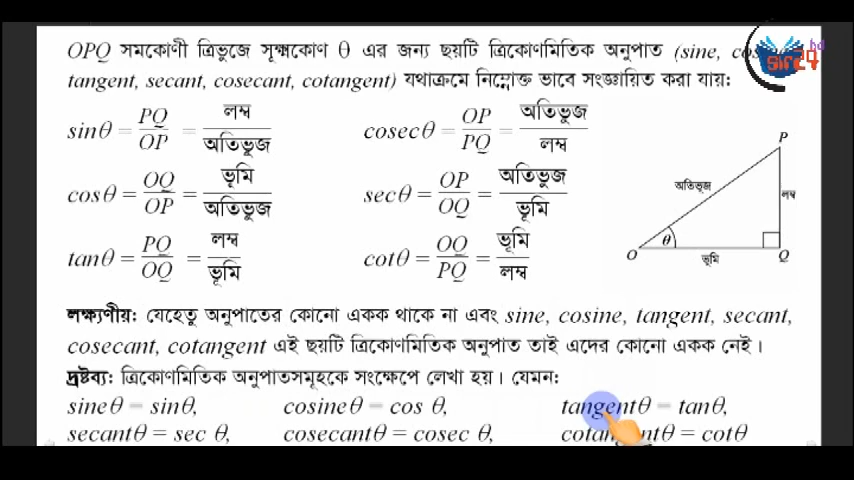 OPQ সমকোণী ত্রিভুজে সূক্ষ্মকোণ θ এর জন্য ছয়টি ত্রিকোণমিতিক অনুপাত (sine,
tangent, secant, cosecant, cotangent) যথাক্রমে নিম্নোক্ত ভাবে সংজ্ঞায়িত করা যায়:
sinθ = PQ/OP = লম্ব/অতিভুজ cosecθ = OP/PQ = অতিভুজ/লম্ব
cosθ = OQ/OP = ভূমি/অতিভুজ secθ = OP/OQ = অতিভুজ/ভূমি
tanθ = PQ/OQ = লম্ব/ভূমি cotθ = OQ/PQ = ভূমি/লম্ব
P
অতিভুজ
লম্ব
O θ Q
ভূমি
লক্ষ্যণীয়: যেহেতু অনুপাতের কোনো একক থাকে না এবং sine, cosine, tangent, secant,
cosecant, cotangent এই ছয়টি ত্রিকোণমিতিক অনুপাত তাই এদের কোনো একক নেই।
দ্রষ্টব্য: ত্রিকোণমিতিক অনুপাতসমূহকে সংক্ষেপে লেখা হয়। যেমন:
sineθ = sinθ, cosineθ = cos θ, tangentθ = tanθ,
secantθ = sec θ, cosecantθ = cosec θ, cotangentθ = cotθ
sir24
bd